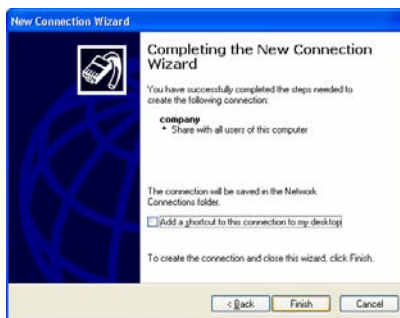 New Connection Wizard
Completing the New Connection
Wizard
You have successfully completed the steps needed to
create the following connection:
company
• Share with all users of this computer
The connection will be saved in the Network
Connections folder.
Add a shortcut to this connection to my desktop
To create the connection and close this wizard, click Finish.
< Back
Finish
Cancel